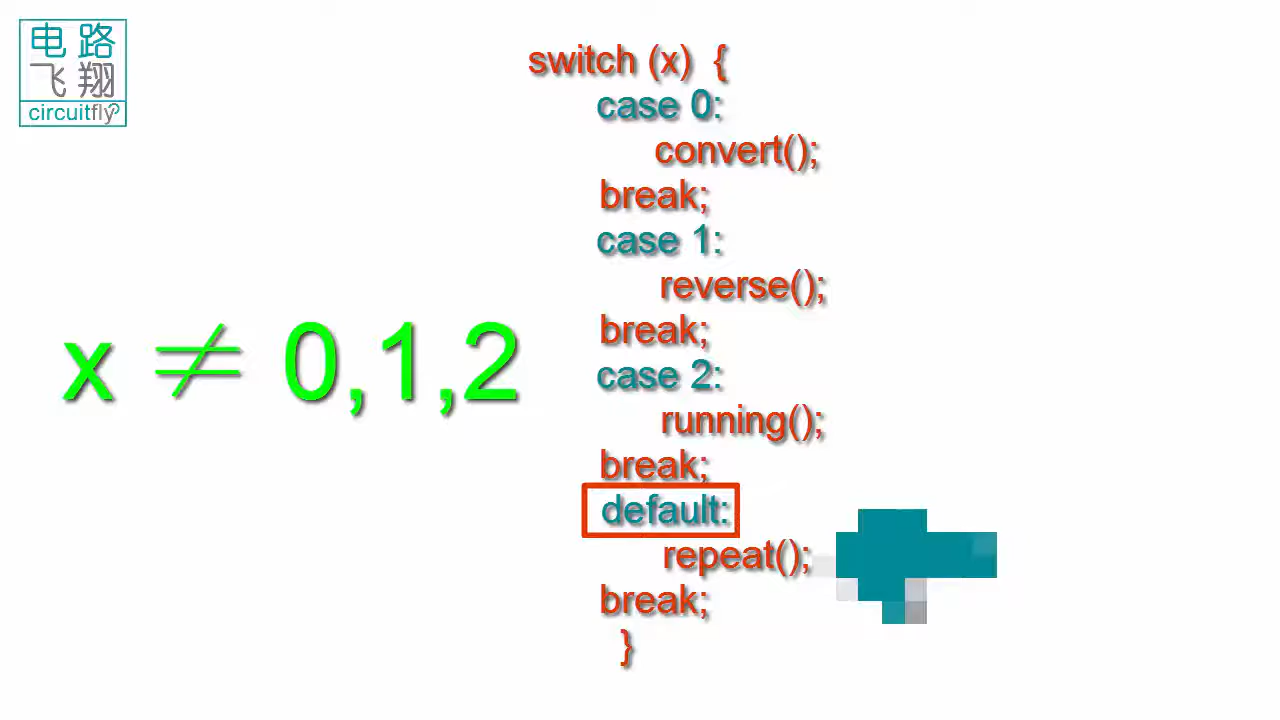 电路
飞翔
circuitfly
switch (x) {
case 0:
convert();
break;
case 1:
reverse();
break;
x ≠ 0,1,2
case 2:
running();
break;
default:
repeat();
break;
}